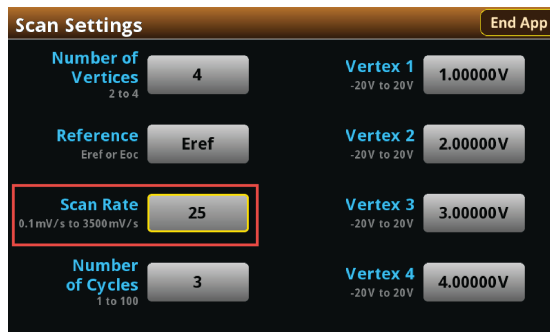 Scan Settings
End App
Number of
Vertices
2 to 4
4
Reference
Eref or Eoc
Eref
Scan Rate
0.1mV/s to 3500mV/s
25
Number
of Cycles
1 to 100
3
Vertex 1
-20V to 20V
1.00000V
Vertex 2
-20V to 20V
2.00000V
Vertex 3
-20V to 20V
3.00000V
Vertex 4
-20V to 20V
4.00000V